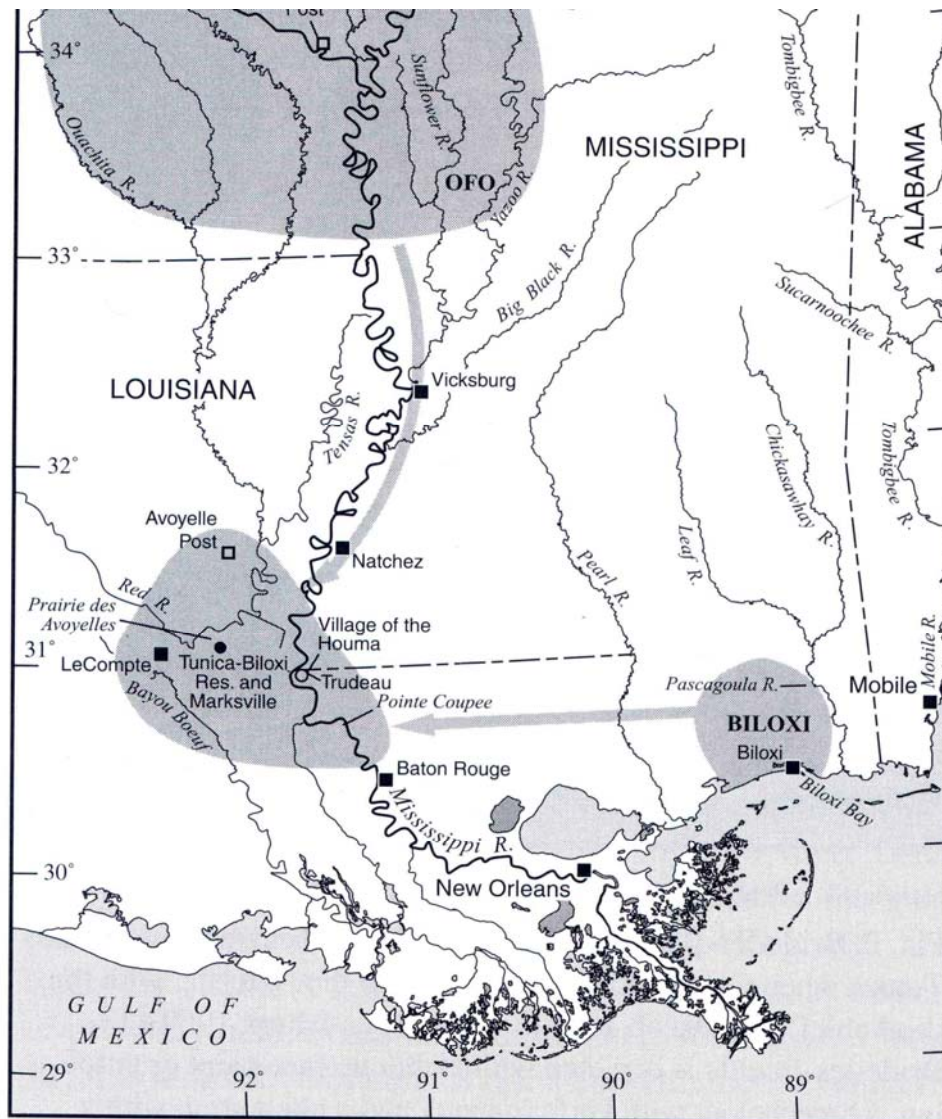 Post
34°
Sunflower R.
Tombigbee
R.
Ouachita R.
MISSISSIPPI
OFO
Yazoo R.
ALABAMA
33°
Big Black R.
Sucarnoochee R.
LOUISIANA
Vicksburg
Tensas R.
Chickasawhay R.
Tombigbee
R.
32°
Avoyelle
Post
Natchez
Leaf R.
Pearl R.
Red R.
Prairie des
Avoyelles
Village of the
Houma
31°
LeCompte
Tunica-Biloxi
Res. and
Marksville
Trudeau
Pascagoula R.
Mobile
Mobile R.
Bayou Boeuf
Pointe Coupee
BILOXI
Biloxi
Baton Rouge
Biloxi
Bay
Mississippi R.
30°
New Orleans
GULF OF
MEXICO
29°
92°
91°
90°
89°